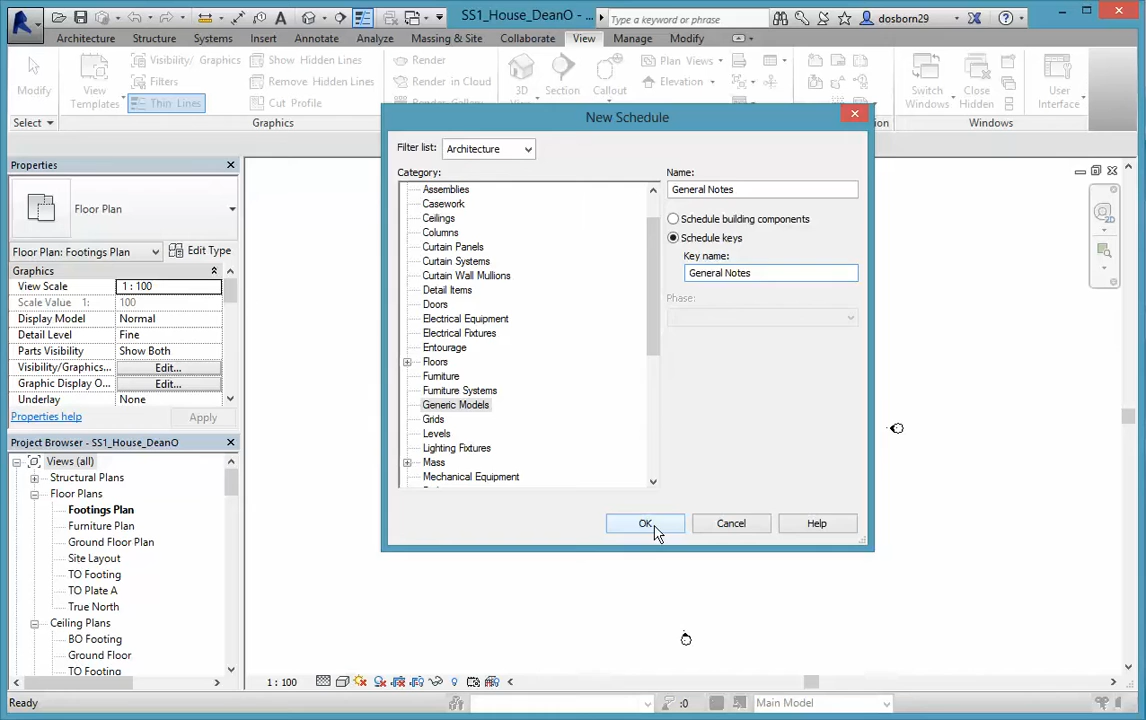 SS1_House_DeanO - ...
Type a keyword or phrase
dosborn29
Architecture Structure Systems Insert Annotate Analyze Massing & Site Collaborate View Manage Modify
Modify
View Templates
Visibility/ Graphics
Filters
Thin Lines
Show Hidden Lines
Remove Hidden Lines
Cut Profile
Render
Render in Cloud
3D
Section
Callout
Plan Views
Elevation
Switch Windows
Close Hidden
User Interface
Select
Graphics
Windows
New Schedule
Filter list: Architecture
Category:
Assemblies
Casework
Ceilings
Columns
Curtain Panels
Curtain Systems
Curtain Wall Mullions
Detail Items
Doors
Electrical Equipment
Electrical Fixtures
Entourage
Floors
Furniture
Furniture Systems
Generic Models
Grids
Levels
Lighting Fixtures
Mass
Mechanical Equipment
Name:
General Notes
Schedule building components
Schedule keys
Key name:
General Notes
Phase:
OK Cancel Help
Properties
Floor Plan
Floor Plan: Footings Plan
Edit Type
Graphics
View Scale 1 : 100
Scale Value 1: 100
Display Model Normal
Detail Level Fine
Parts Visibility Show Both
Visibility/Graphics... Edit...
Graphic Display O... Edit...
Underlay None
Properties help
Apply
Project Browser - SS1_House_DeanO
Views (all)
Structural Plans
Floor Plans
Footings Plan
Furniture Plan
Ground Floor Plan
Site Layout
TO Footing
TO Plate A
True North
Ceiling Plans
BO Footing
Ground Floor
TO Footing
1 : 100
Ready
:0
Main Model